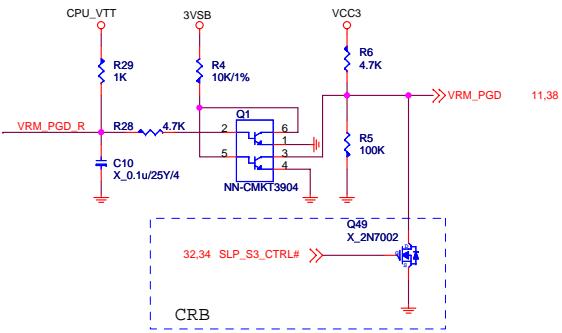 CPU_VTT 3VSB VCC3
R29
1K
R4
10K/1%
R6
4.7K
VRM_PGD 11,38
Q1
VRM_PGD_R R28 4.7K 2 6
1
5 3
4
R5
100K
C10
X_0.1u/25Y/4
NN-CMKT3904
Q49
X_2N7002
32,34 SLP_S3_CTRL#
CRB